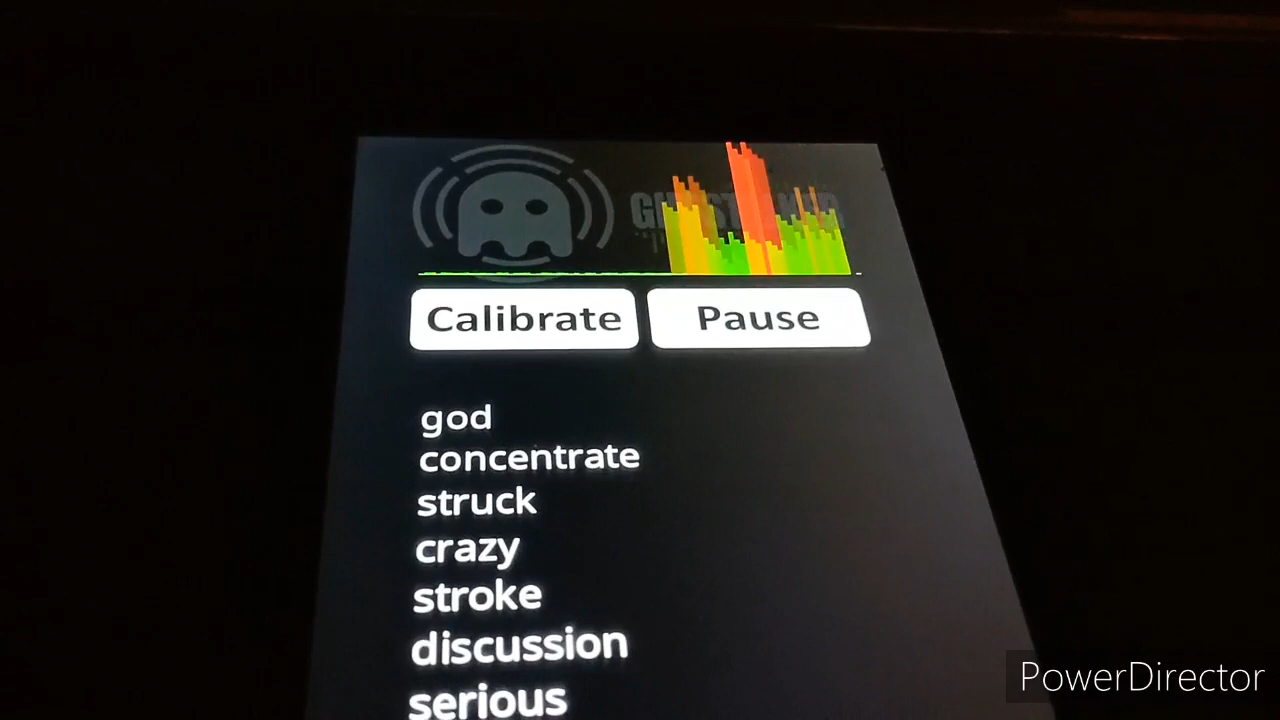 Calibrate Pause
god
concentrate
struck
crazy
stroke
discussion
serious
PowerDirector